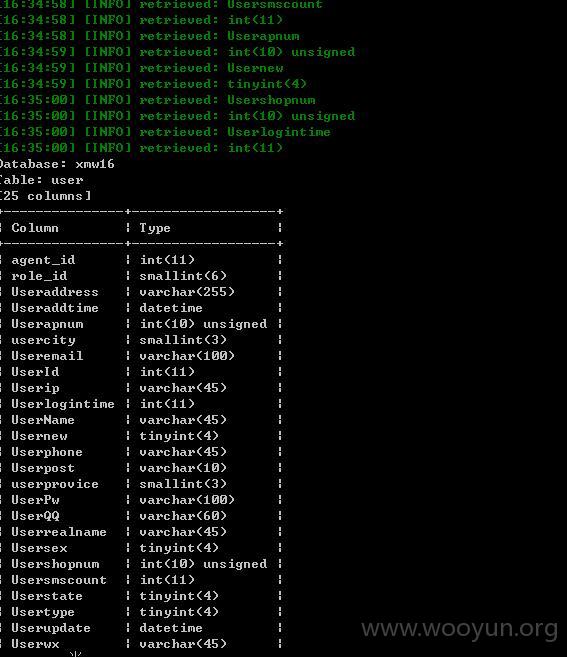 [16:34:58] [INFO] retrieved: Usersmscount
[16:34:58] [INFO] retrieved: int(11)
[16:34:58] [INFO] retrieved: Userapnum
[16:34:59] [INFO] retrieved: int(10) unsigned
[16:34:59] [INFO] retrieved: Usernew
[16:34:59] [INFO] retrieved: tinyint(4)
[16:35:00] [INFO] retrieved: Usershopnum
[16:35:00] [INFO] retrieved: int(10) unsigned
[16:35:00] [INFO] retrieved: Userlogintime
[16:35:00] [INFO] retrieved: int(11)
Database: xmw16
Table: user
[25 columns]
+---------------+------------------+
¦ Column ¦ Type ¦
+---------------+------------------+
¦ agent_id ¦ int(11) ¦
¦ role_id ¦ smallint(6) ¦
¦ Useraddress ¦ varchar(255) ¦
¦ Useraddtime ¦ datetime ¦
¦ Userapnum ¦ int(10) unsigned ¦
¦ usercity ¦ smallint(3) ¦
¦ Useremail ¦ varchar(100) ¦
¦ UserId ¦ int(11) ¦
¦ Userip ¦ varchar(45) ¦
¦ Userlogintime ¦ int(11) ¦
¦ UserName ¦ varchar(45) ¦
¦ Usernew ¦ tinyint(4) ¦
¦ Userphone ¦ varchar(45) ¦
¦ Userpost ¦ varchar(10) ¦
¦ userprovice ¦ smallint(3) ¦
¦ UserPw ¦ varchar(100) ¦
¦ UserQQ ¦ varchar(60) ¦
¦ Userrealname ¦ varchar(45) ¦
¦ Usersex ¦ tinyint(4) ¦
¦ Usershopnum ¦ int(10) unsigned ¦
¦ Usersmscount ¦ int(11) ¦
¦ Userstate ¦ tinyint(4) ¦
¦ Usertype ¦ tinyint(4) ¦
¦ Userupdate ¦ datetime ¦
¦ Userwx ¦ varchar(45) ¦
www.wooyun.org